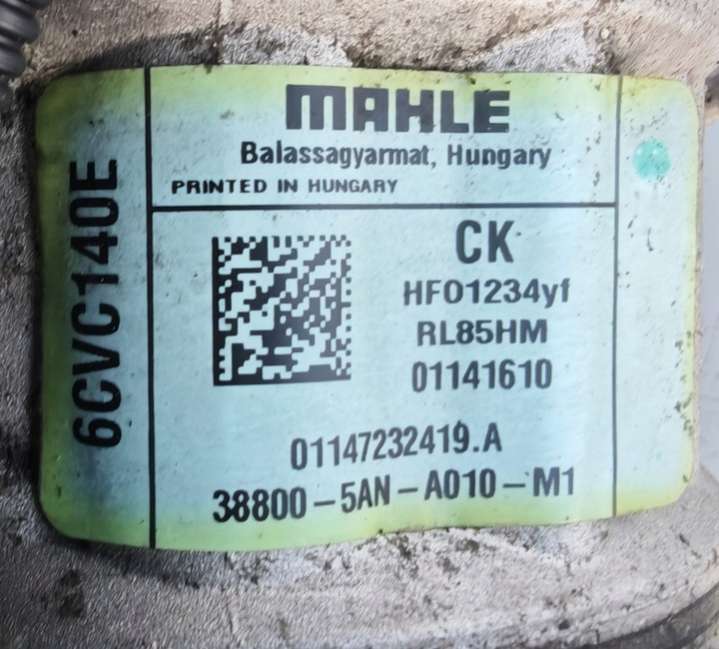 MAHLE
Balassagyarmat, Hungary
PRINTED IN HUNGARY
6CVC140E
CK
HFO1234yf
RL85HM
01141610
01147232419.A
38800-5AN-A010-M1